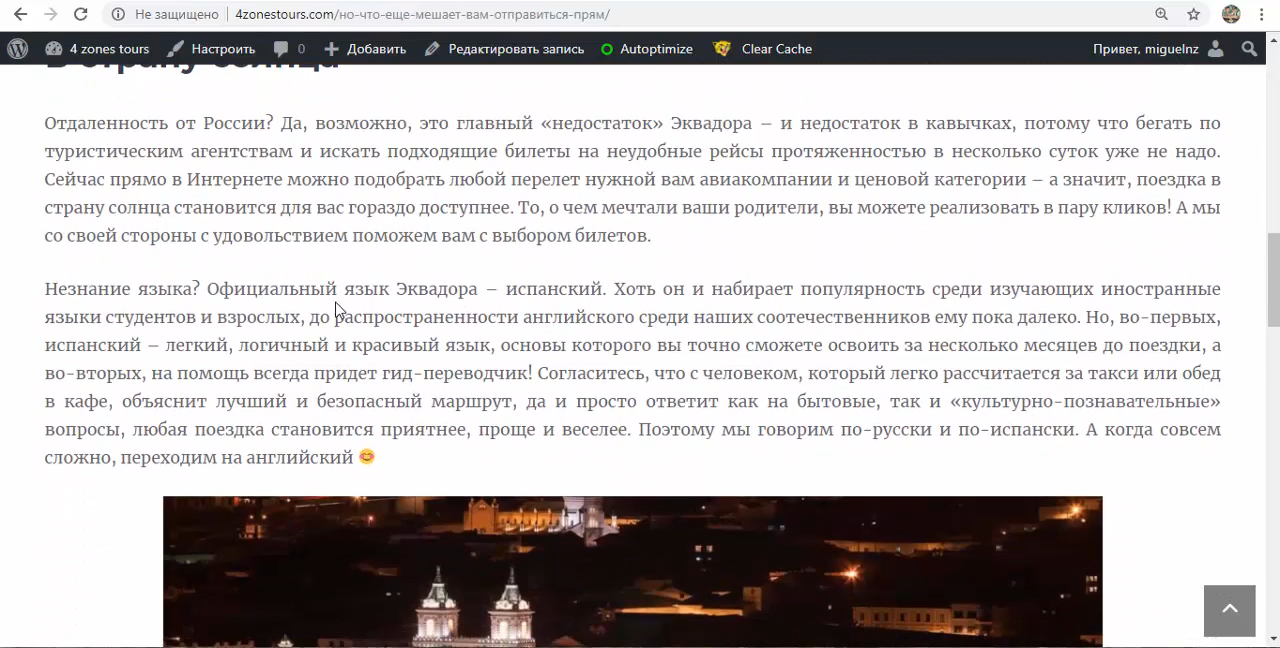 Не защищено
4zonestours.com/но-что-еще-мешает-вам-отправиться-прям/
4 zones tours Настроить 0 Добавить Редактировать запись Autoptimize Clear Cache Привет, miguelnz
В страну солнца
Отдаленность от России? Да, возможно, это главный «недостаток» Эквадора – и недостаток в кавычках, потому что бегать по
туристическим агентствам и искать подходящие билеты на неудобные рейсы протяженностью в несколько суток уже не надо.
Сейчас прямо в Интернете можно подобрать любой перелет нужной вам авиакомпании и ценовой категории – а значит, поездка в
страну солнца становится для вас гораздо доступнее. То, о чем мечтали ваши родители, вы можете реализовать в пару кликов! А мы
со своей стороны с удовольствием поможем вам с выбором билетов.
Незнание языка? Официальный язык Эквадора – испанский. Хоть он и набирает популярность среди изучающих иностранные
языки студентов и взрослых, до распространенности английского среди наших соотечественников ему пока далеко. Но, во-первых,
испанский – легкий, логичный и красивый язык, основы которого вы точно сможете освоить за несколько месяцев до поездки, а
во-вторых, на помощь всегда придет гид-переводчик! Согласитесь, что с человеком, который легко рассчитается за такси или обед
в кафе, объяснит лучший и безопасный маршрут, да и просто ответит как на бытовые, так и «культурно-познавательные»
вопросы, любая поездка становится приятнее, проще и веселее. Поэтому мы говорим по-русски и по-испански. А когда совсем
сложно, переходим на английский 😊